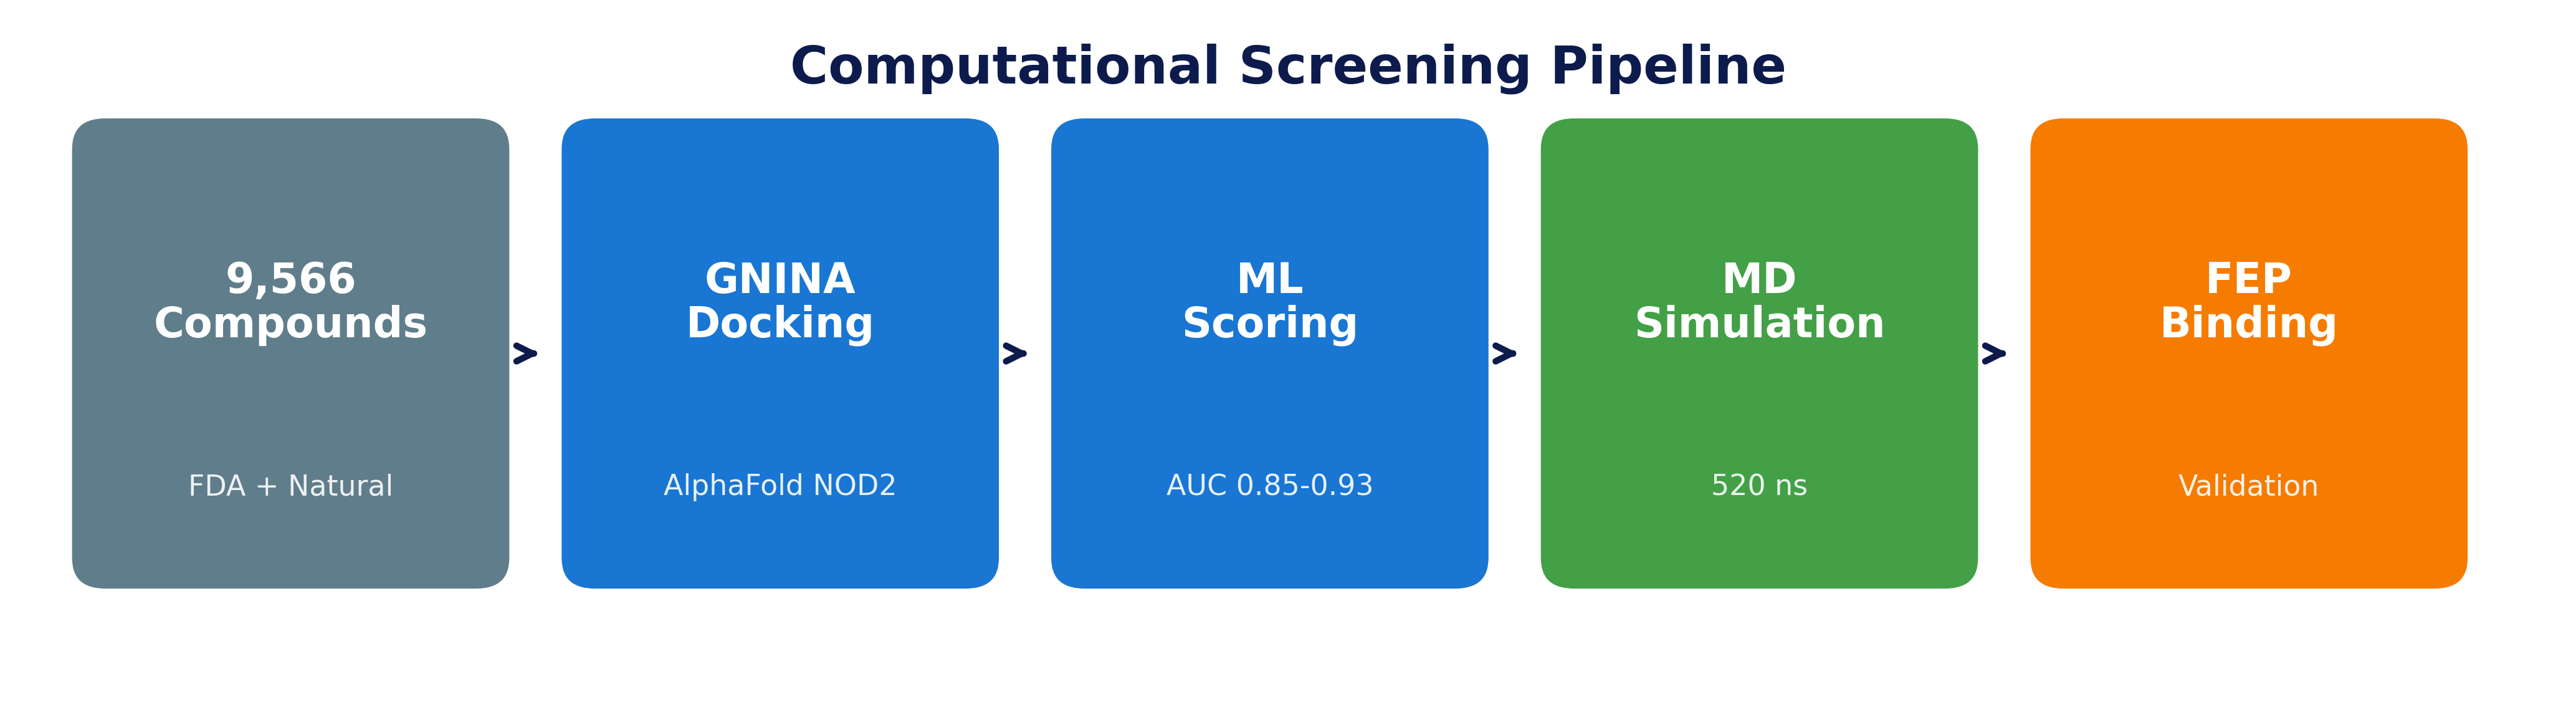 Computational Screening Pipeline
9,566
Compounds
FDA + Natural
GNINA
Docking
AlphaFold NOD2
ML
Scoring
AUC 0.85-0.93
MD
Simulation
520 ns
FEP
Binding
Validation